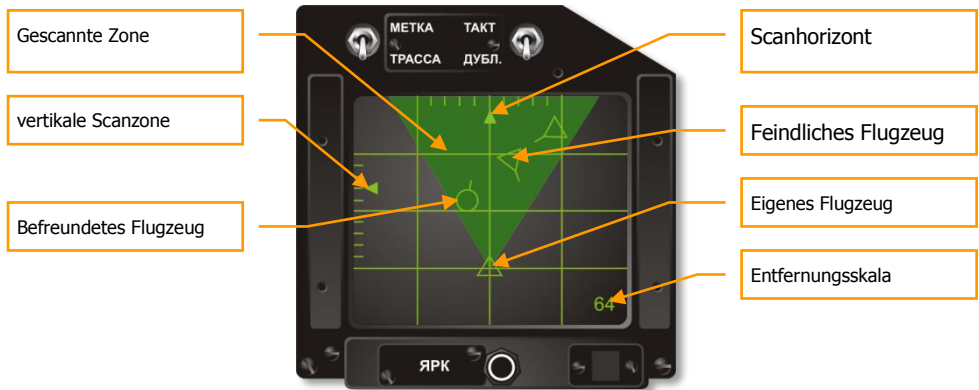 Gescannte Zone
vertikale Scanzone
Befreundetes Flugzeug
МЕТКА ТАКТ
ТРАССА ДУБЛ.
64
ЯРК
Scanhorizont
Feindliches Flugzeug
Eigenes Flugzeug
Entfernungsskala